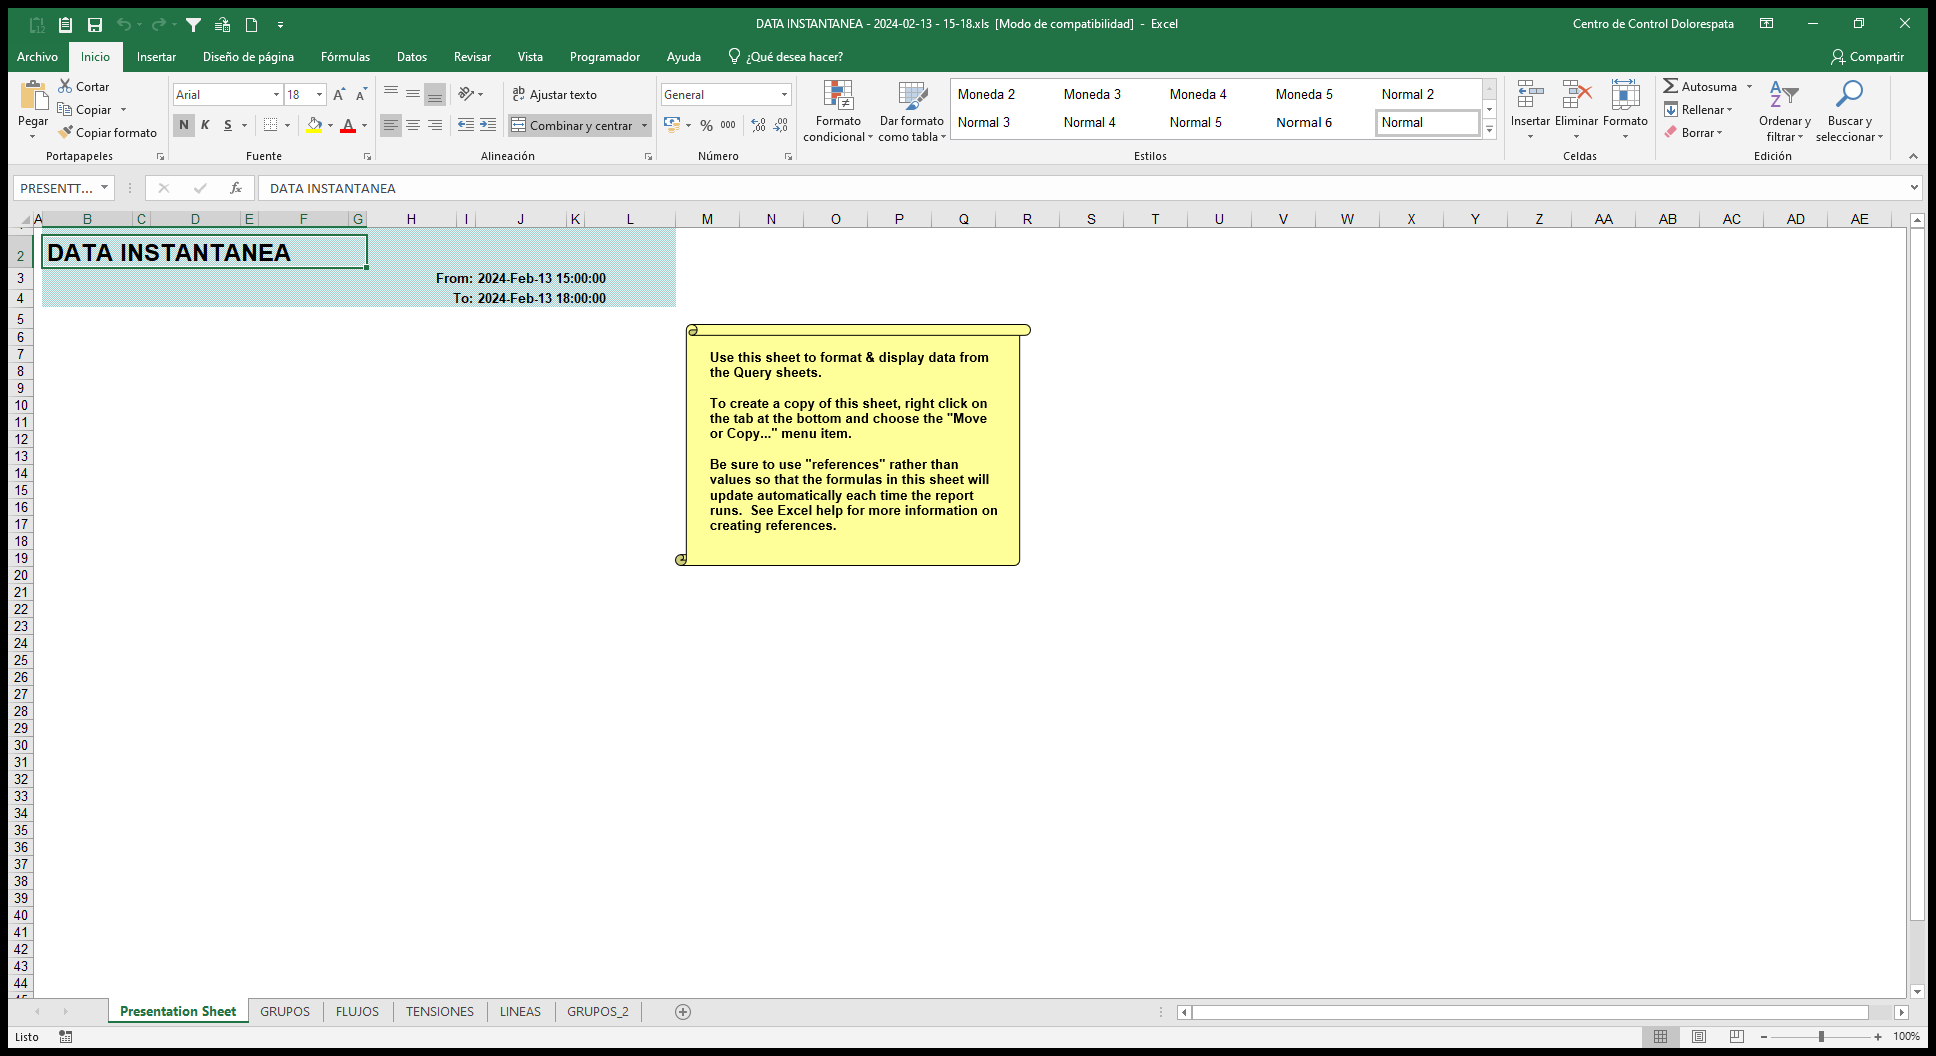 DATA INSTANTANEA - 2024-02-13 - 15-18.xls [Modo de compatibilidad] - Excel
Centro de Control Dolorespata
Archivo Inicio Insertar Diseño de página Fórmulas Datos Revisar Vista Programador Ayuda ¿Qué desea hacer? Compartir
Pegar
Cortar
Copiar
Copiar formato
Portapapeles
Arial 18
N K S
Fuente
Ajustar texto
Combinar y centrar
Alineación
General
% 000
Número
Formato condicional
Dar formato como tabla
Moneda 2 Moneda 3 Moneda 4 Moneda 5 Normal 2
Normal 3 Normal 4 Normal 5 Normal 6 Normal
Estilos
Insertar Eliminar Formato
Celdas
Autosuma
Rellenar
Borrar
Ordenar y filtrar
Buscar y seleccionar
Edición
PRESENTT... fx DATA INSTANTANEA
A B C D E F G H I J K L M N O P Q R S T U V W X Y Z AA AB AC AD AE
2 DATA INSTANTANEA
3 From: 2024-Feb-13 15:00:00
4 To: 2024-Feb-13 18:00:00
5
6
7
8
9
10
11
12
13
14
15
16
17
18
19
20
21
22
23
24
25
26
27
28
29
30
31
32
33
34
35
36
37
38
39
40
41
42
43
44
Use this sheet to format & display data from
the Query sheets.
To create a copy of this sheet, right click on
the tab at the bottom and choose the "Move
or Copy..." menu item.
Be sure to use "references" rather than
values so that the formulas in this sheet will
update automatically each time the report
runs.  See Excel help for more information on
creating references.
Presentation Sheet GRUPOS FLUJOS TENSIONES LINEAS GRUPOS_2
Listo
100%